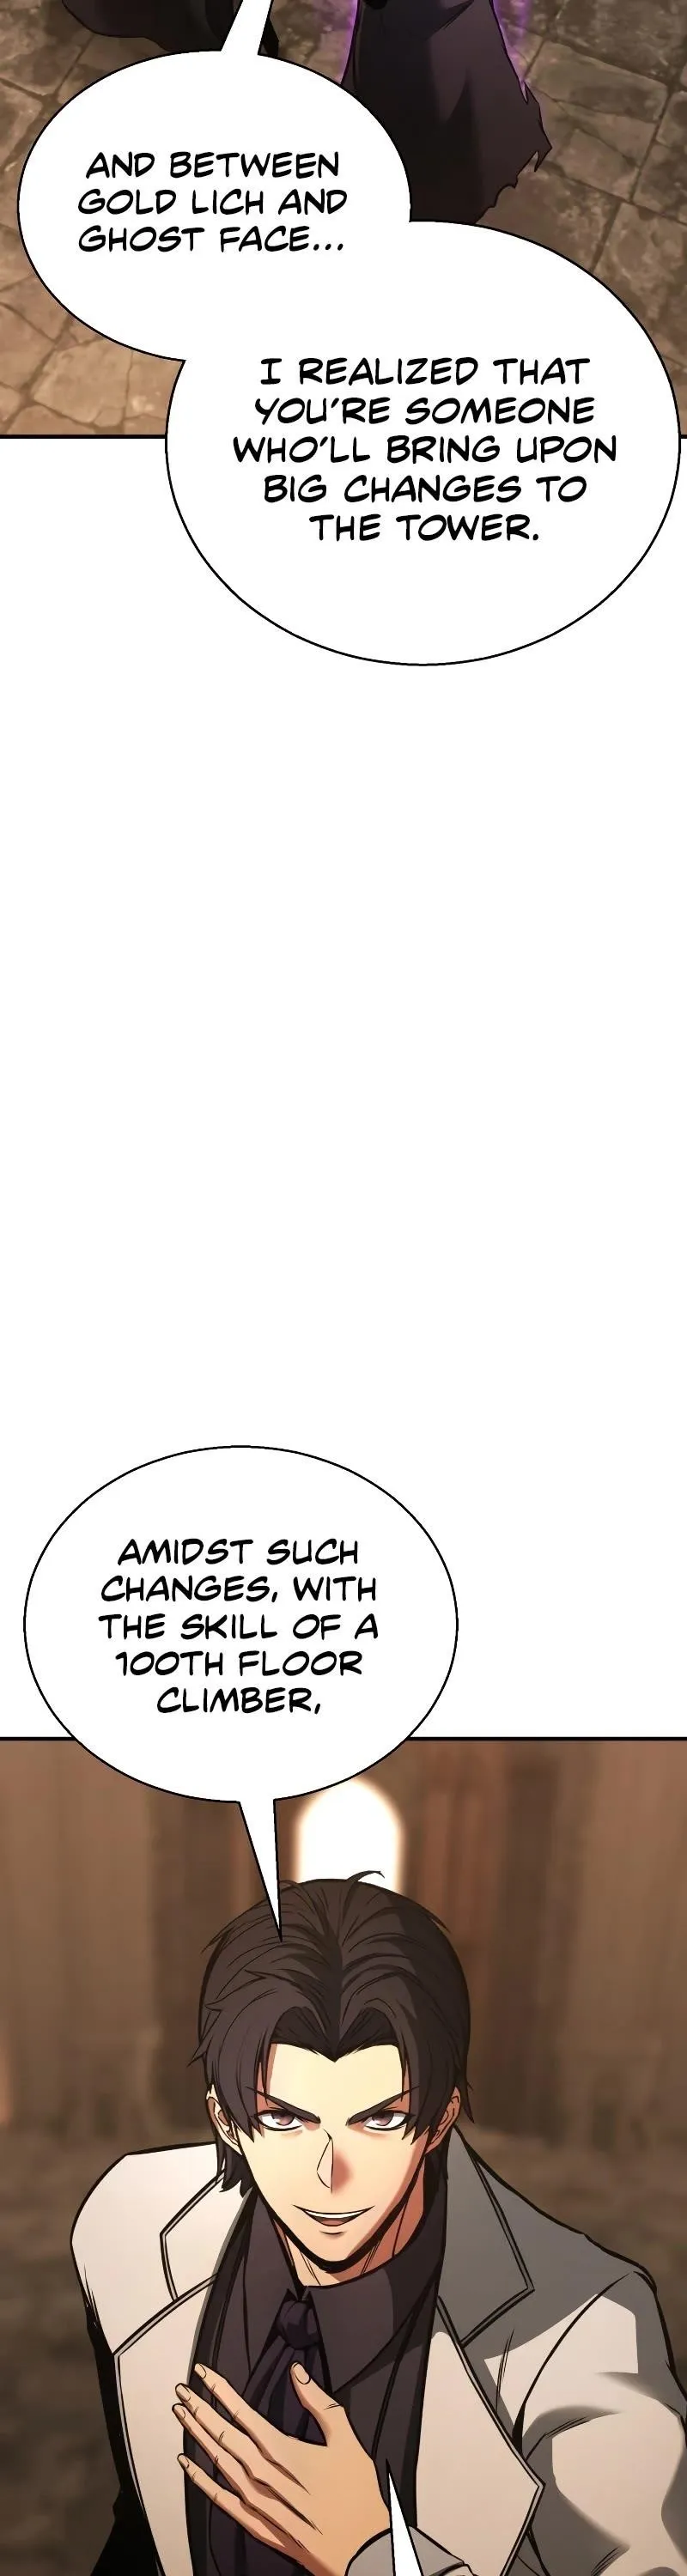 AND BETWEEN
GOLD LICH AND
GHOST FACE...
I REALIZED THAT
YOU'RE SOMEONE
WHO'LL BRING UPON
BIG CHANGES TO
THE TOWER.
AMIDST SUCH
CHANGES, WITH
THE SKILL OF A
100TH FLOOR
CLIMBER,